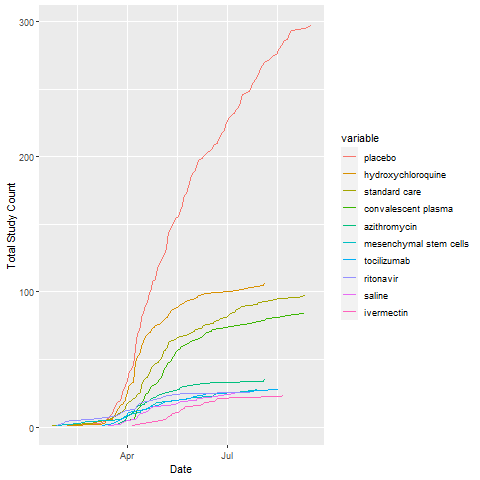 300
200
100
0
Total Study Count
Apr
Jul
Date
variable
placebo
hydroxychloroquine
standard care
convalescent plasma
azithromycin
mesenchymal stem cells
tocilizumab
ritonavir
saline
ivermectin